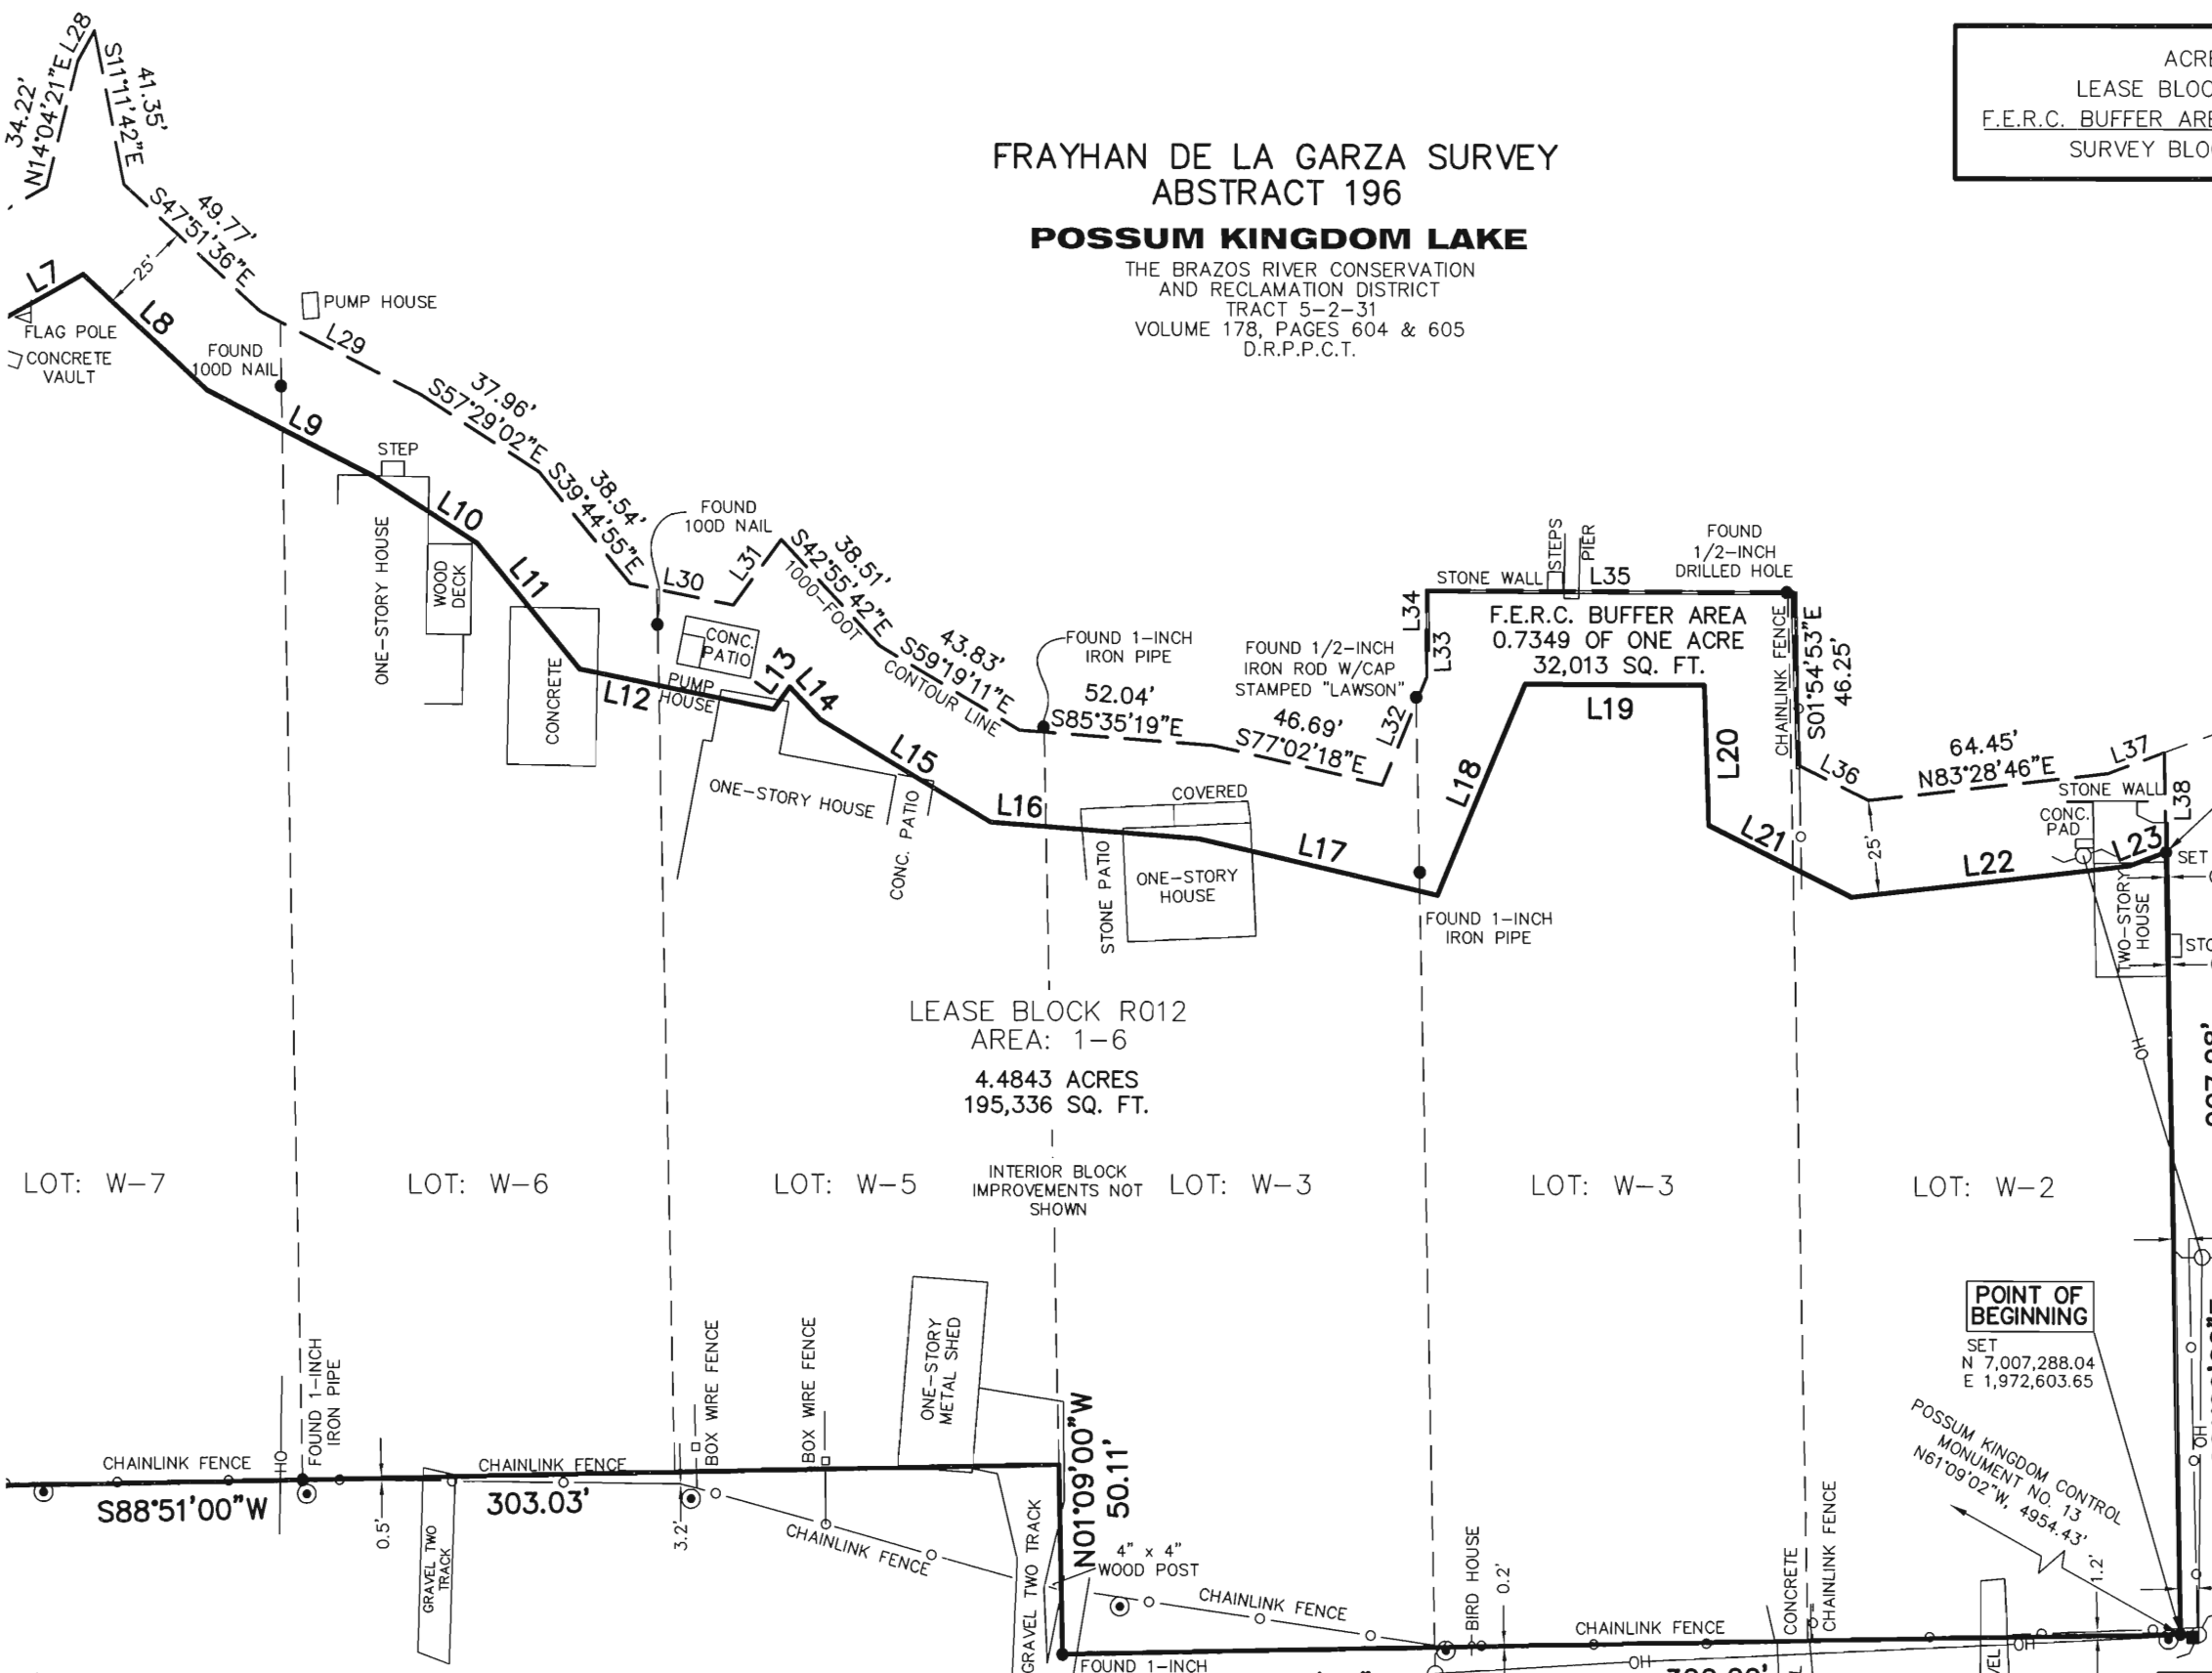 34.22'
N14°04'21"E
L28
S11°11'42"E
41.35'
49.77'
S47°51'36"E
25'
L7
FLAG POLE
CONCRETE
VAULT
L8
FOUND
100D NAIL
PUMP HOUSE
L29
L9
STEP
37.96'
S57°29'02"E
L10
ONE-STORY HOUSE
WOOD
DECK
L11
S39°44'55"E
38.54'
CONCRETE
L12
FOUND
100D NAIL
L30
L31
CONC.
PATIO
PUMP
HOUSE
L13
L14
S42°55'42"E
38.51'
1000-FOOT
CONTOUR LINE
S59°19'11"E
43.83'
L15
ONE-STORY HOUSE
CONC. PATIO
L16
FRAYHAN DE LA GARZA SURVEY
ABSTRACT 196
POSSUM KINGDOM LAKE
THE BRAZOS RIVER CONSERVATION
AND RECLAMATION DISTRICT
TRACT 5-2-31
VOLUME 178, PAGES 604 & 605
D.R.P.P.C.T.
ACRE
LEASE BLOC
F.E.R.C. BUFFER ARE
SURVEY BLO
FOUND 1-INCH
IRON PIPE
52.04'
S85°35'19"E
FOUND 1/2-INCH
IRON ROD W/CAP
STAMPED "LAWSON"
46.69'
S77°02'18"E
L32
L33
L34
STONE WALL
STEPS
PIER
L35
FOUND
1/2-INCH
DRILLED HOLE
F.E.R.C. BUFFER AREA
0.7349 OF ONE ACRE
32,013 SQ. FT.
CHAINLINK FENCE
S01°54'53"E
46.25'
L18
L19
L20
L21
L36
64.45'
N83°28'46"E
L37
STONE WALL
L38
CONC.
PAD
25'
L22
L23
SET
TWO-STORY
HOUSE
STO
OH
COVERED
STONE PATIO
ONE-STORY
HOUSE
L17
FOUND 1-INCH
IRON PIPE
LEASE BLOCK R012
AREA: 1-6
4.4843 ACRES
195,336 SQ. FT.
LOT: W-7
LOT: W-6
LOT: W-5
INTERIOR BLOCK
IMPROVEMENTS NOT
SHOWN
LOT: W-3
LOT: W-3
LOT: W-2
POINT OF
BEGINNING
SET
N 7,007,288.04
E 1,972,603.65
POSSUM KINGDOM CONTROL
MONUMENT NO. 13
N61°09'02"W, 4954.43'
FOUND 1-INCH
IRON PIPE
CHAINLINK FENCE
S88°51'00"W
OH
0.5'
CHAINLINK FENCE
303.03'
GRAVEL TWO
TRACK
3.2'
BOX WIRE FENCE
BOX WIRE FENCE
ONE-STORY
METAL SHED
CHAINLINK FENCE
GRAVEL TWO TRACK
N01°09'00"W
50.11'
4" x 4"
WOOD POST
CHAINLINK FENCE
FOUND 1-INCH
BIRD HOUSE
0.2'
CHAINLINK FENCE
CONCRETE
CHAINLINK FENCE
1.2'
OH
OH
OH